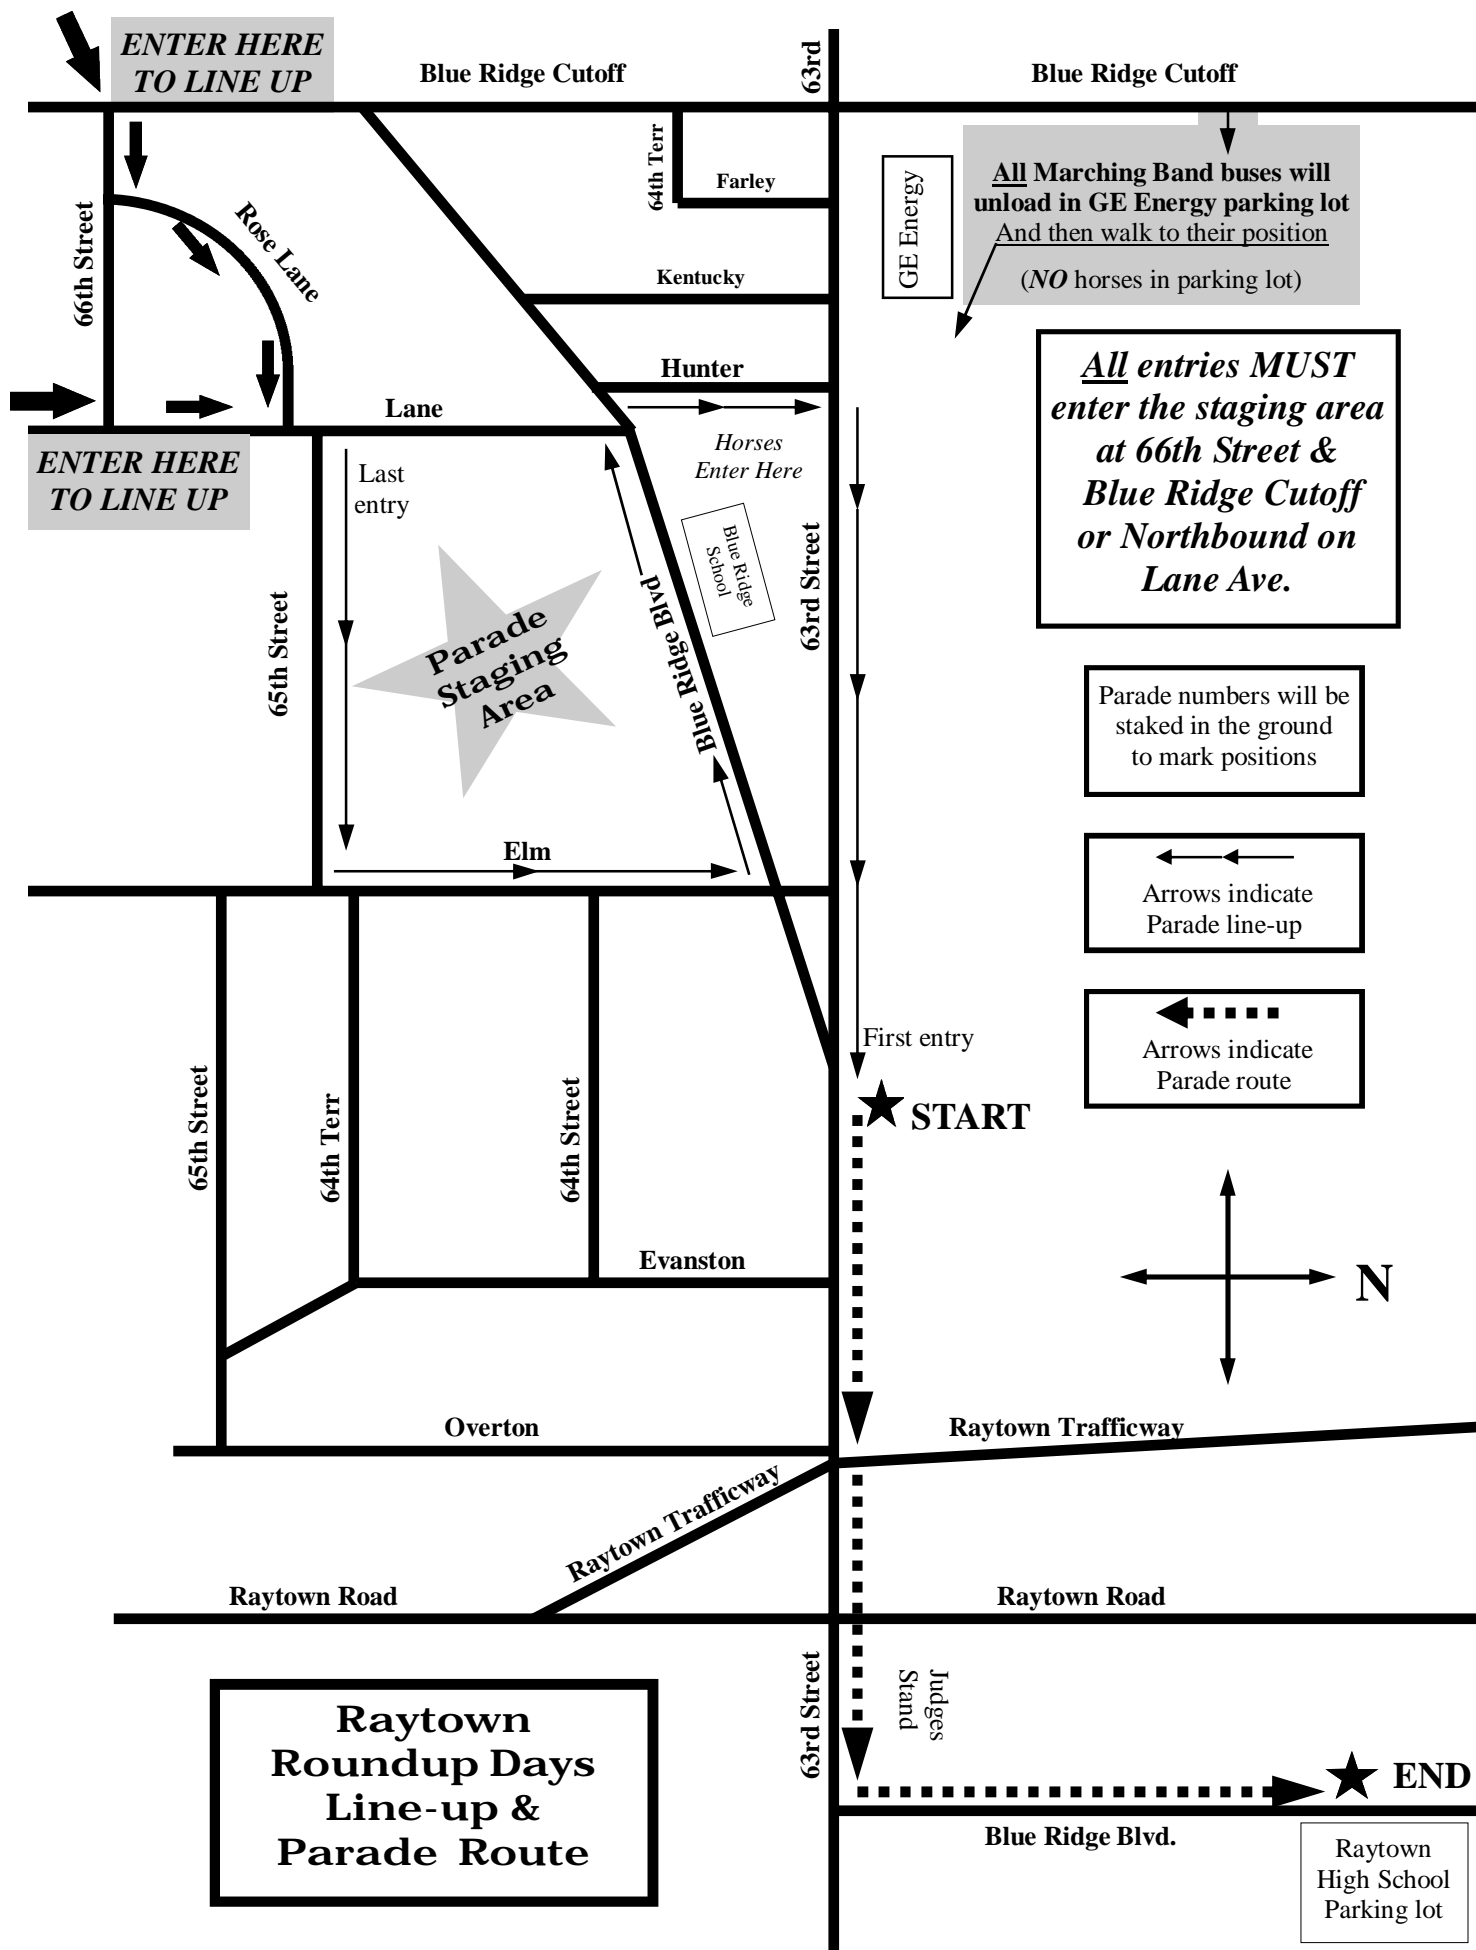 ENTER HERE
TO LINE UP
Blue Ridge Cutoff
63rd
Blue Ridge Cutoff
64th Terr
Farley
GE Energy
All Marching Band buses will
unload in GE Energy parking lot
And then walk to their position
(NO horses in parking lot)
66th Street
Rose Lane
Kentucky
Hunter
Lane
All entries MUST
enter the staging area
at 66th Street &
Blue Ridge Cutoff
or Northbound on
Lane Ave.
ENTER HERE
TO LINE UP
Last
entry
Horses
Enter Here
Blue Ridge
School
63rd Street
65th Street
Parade
Staging
Area
Blue Ridge Blvd
Parade numbers will be
staked in the ground
to mark positions
Elm
Arrows indicate
Parade line-up
First entry
Arrows indicate
Parade route
START
65th Street
64th Terr
64th Street
Evanston
N
Overton
Raytown Trafficway
Raytown Trafficway
Raytown Road
Raytown Road
63rd Street
Judges
Stand
Raytown
Roundup Days
Line-up &
Parade Route
END
Blue Ridge Blvd.
Raytown
High School
Parking lot